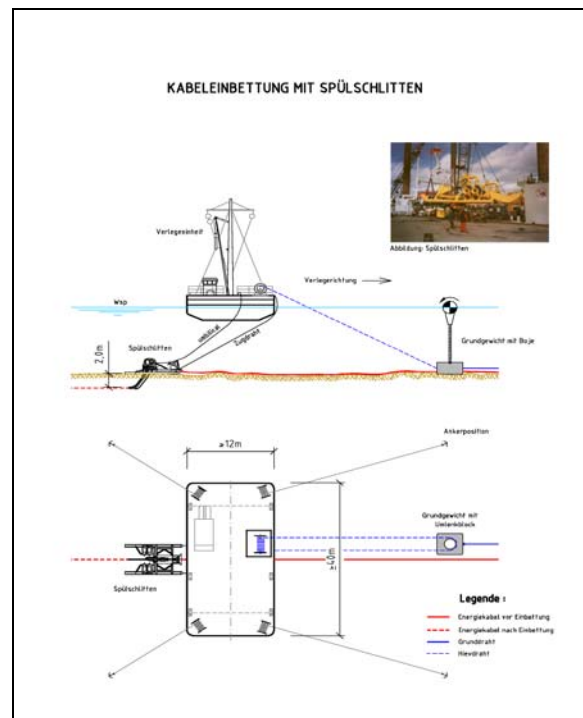 KABELEINBETTUNG MIT SPÜLSCHLITTEN
Verlegeeinheit
Abbildung: Spülschlitten
Verlegerichtung
Wsp
Umbilical
Zugdraht
Spülschlitten
2,0m
Grundgewicht mit Boje
Ankerposition
≥12m
Grundgewicht mit
Umlenkblock
≥40m
Spülschlitten
Legende :
Energiekabel vor Einbettung
Energiekabel nach Einbettung
Grunddraht
Hievdraht